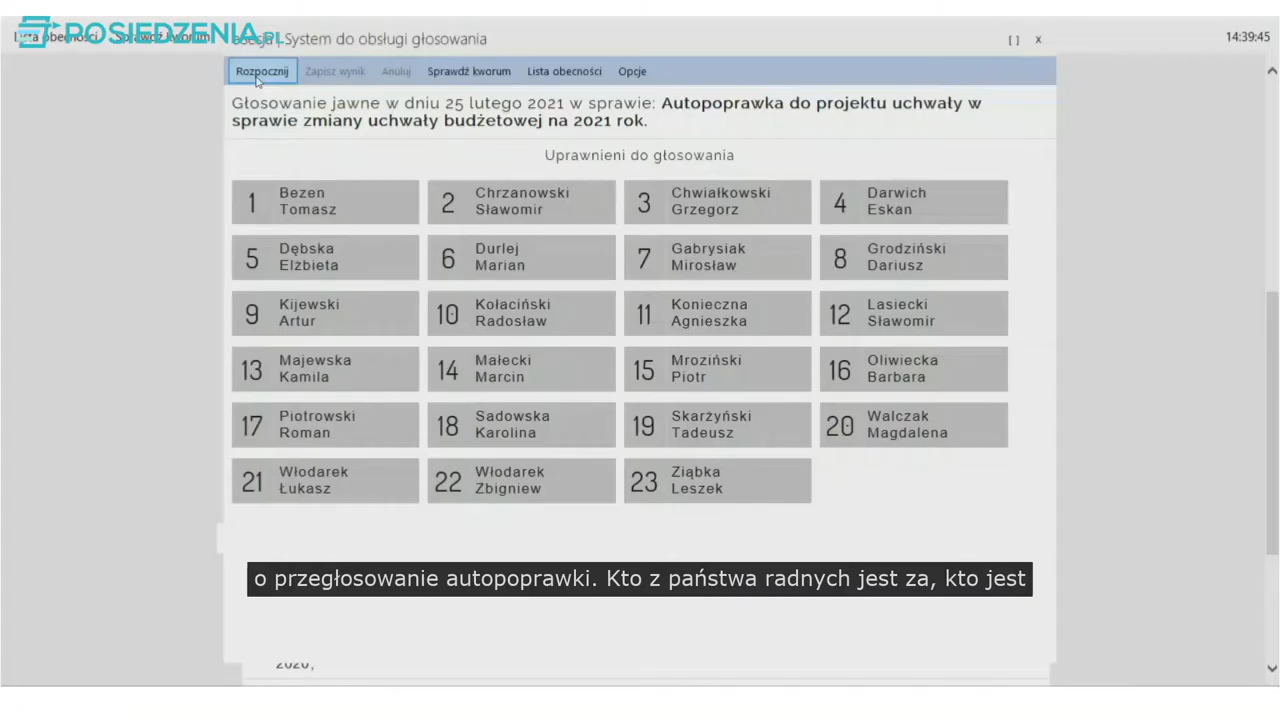 POSIEDZENIA.PL
Lista obecności Sprawdź kworum
eSesja | System do obsługi głosowania
[ ] x
14:39:45
Rozpocznij Zapisz wynik Anuluj Sprawdź kworum Lista obecności Opcje
Głosowanie jawne w dniu 25 lutego 2021 w sprawie: Autopoprawka do projektu uchwały w
sprawie zmiany uchwały budżetowej na 2021 rok.
Uprawnieni do głosowania
1 Bezen
Tomasz
2 Chrzanowski
Sławomir
3 Chwiałkowski
Grzegorz
4 Darwich
Eskan
5 Dębska
Elżbieta
6 Durlej
Marian
7 Gabrysiak
Mirosław
8 Grodziński
Dariusz
9 Kijewski
Artur
10 Kołaciński
Radosław
11 Konieczna
Agnieszka
12 Lasiecki
Sławomir
13 Majewska
Kamila
14 Małecki
Marcin
15 Mroziński
Piotr
16 Oliwiecka
Barbara
17 Piotrowski
Roman
18 Sadowska
Karolina
19 Skarżyński
Tadeusz
20 Walczak
Magdalena
21 Włodarek
Łukasz
22 Włodarek
Zbigniew
23 Ziąbka
Leszek
o przegłosowanie autopoprawki. Kto z państwa radnych jest za, kto jest
2020,